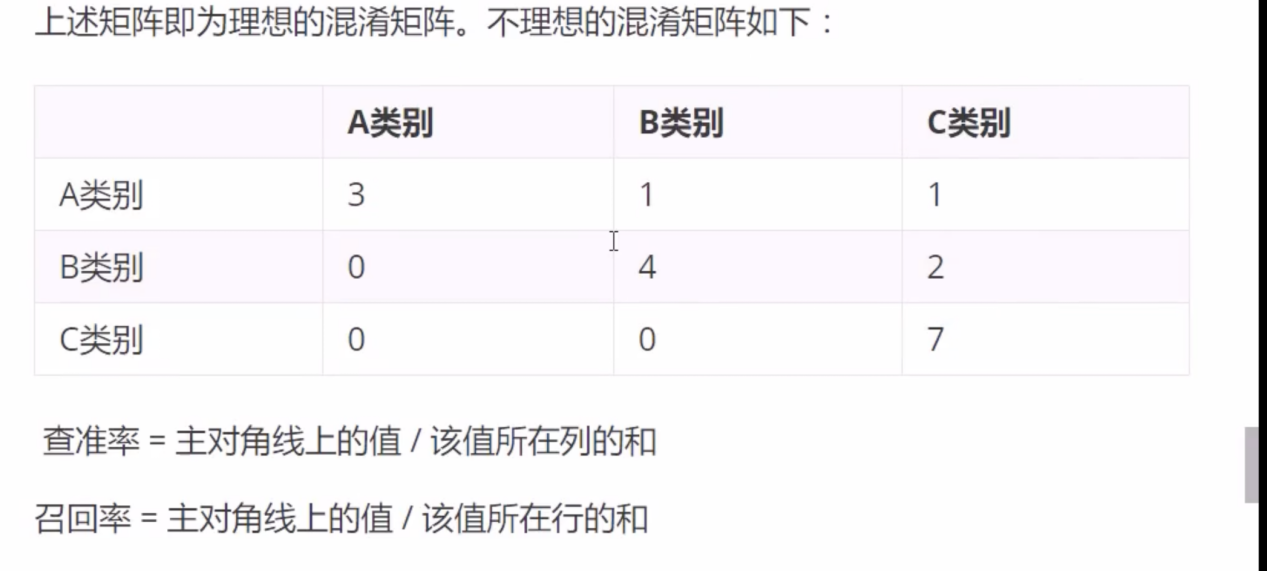 上述矩阵即为理想的混淆矩阵。不理想的混淆矩阵如下：
A类别 B类别 C类别
A类别 3 1 1
B类别 0 4 2
C类别 0 0 7
查准率 = 主对角线上的值 / 该值所在列的和
召回率 = 主对角线上的值 / 该值所在行的和